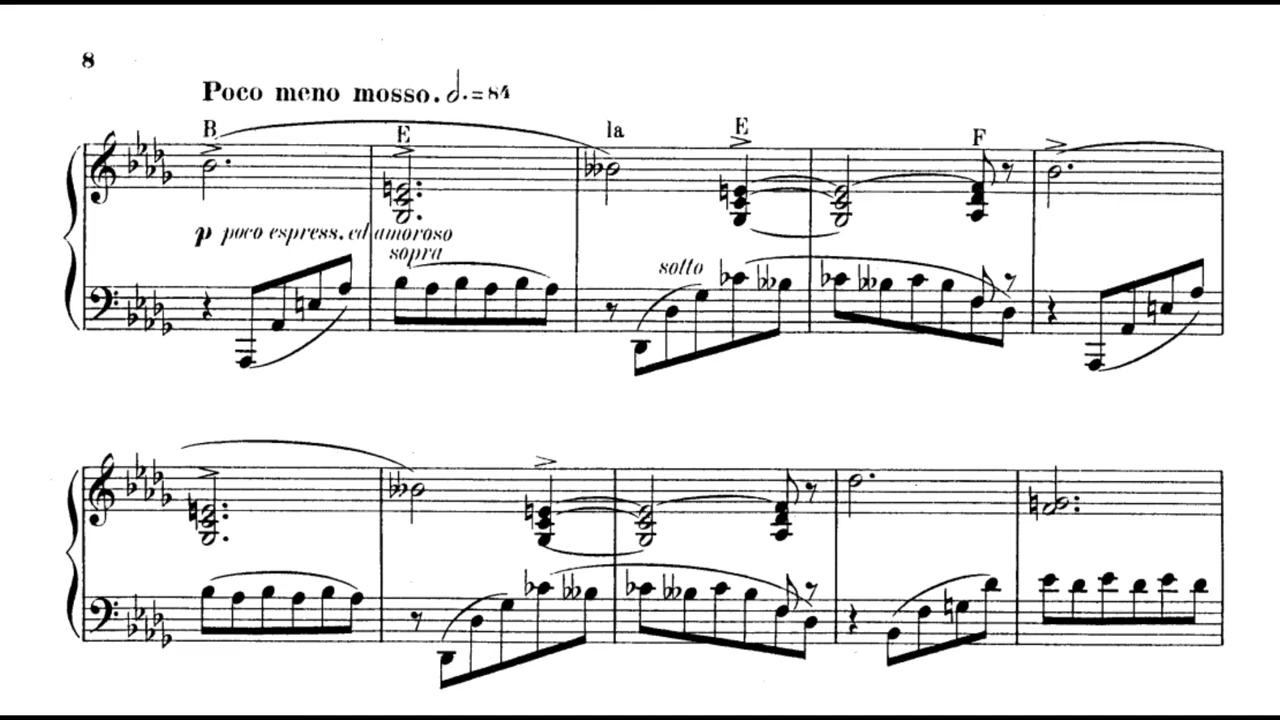 8
Poco meno mosso. 𝅗𝅥. = 84
B E la E F
p poco espress. ed amoroso
sopra
sotto